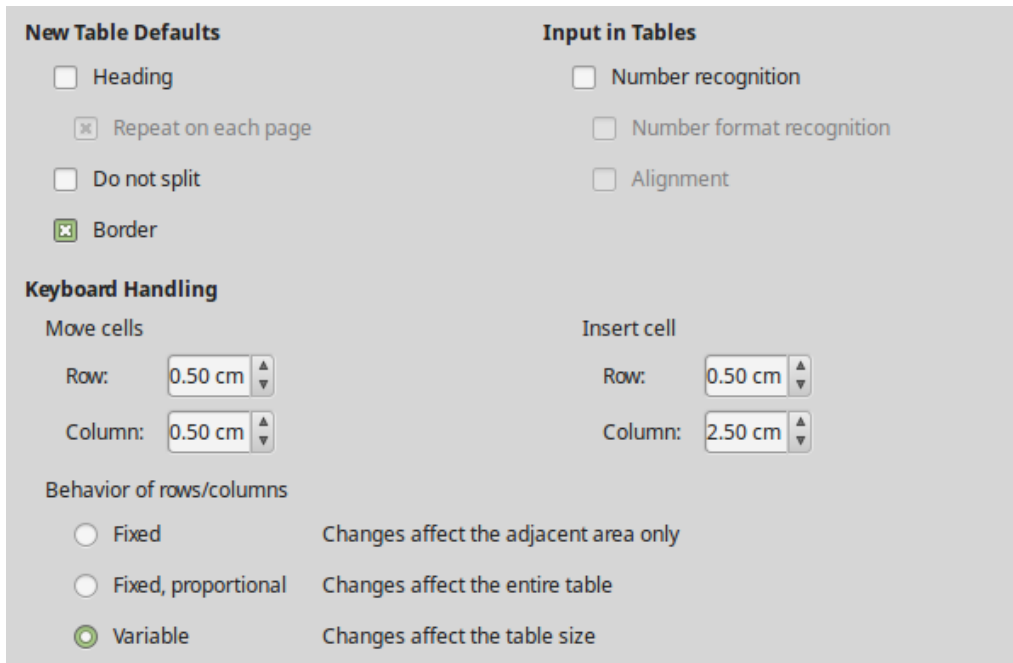 New Table Defaults
Heading
Repeat on each page
Do not split
Border
Input in Tables
Number recognition
Number format recognition
Alignment
Keyboard Handling
Move cells
Row: 0.50 cm
Column: 0.50 cm
Insert cell
Row: 0.50 cm
Column: 2.50 cm
Behavior of rows/columns
Fixed Changes affect the adjacent area only
Fixed, proportional Changes affect the entire table
Variable Changes affect the table size